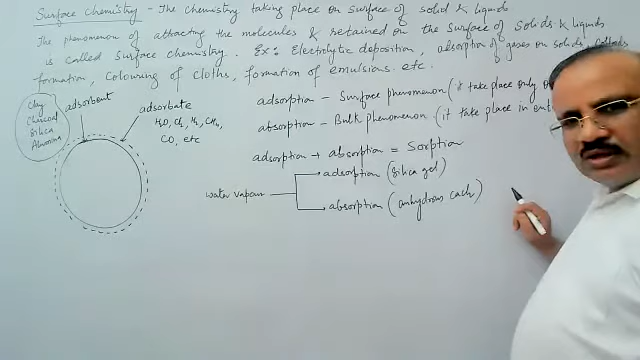 Surface Chemistry - The Chemistry taking place on surface of solid & liquids
The phenomenon of attracting the molecules & retained on the surface of solids & liquids
is called Surface chemistry. Ex: Electrolytic deposition, adsorption of gases on solids, colloids
formation, Colouring of cloths, formation of emulsions. etc.
Clay
Charcoal
Silica
Alumina
adsorbent
adsorbate
H2O, Cl2, H2, CH4,
CO, etc
adsorption - Surface phenomenon (it take place only
absorption - Bulk phenomenon (it take place in
adsorption + absorption = Sorption
water vapour
adsorption (silica gel)
absorption (anhydrous CaCl2)